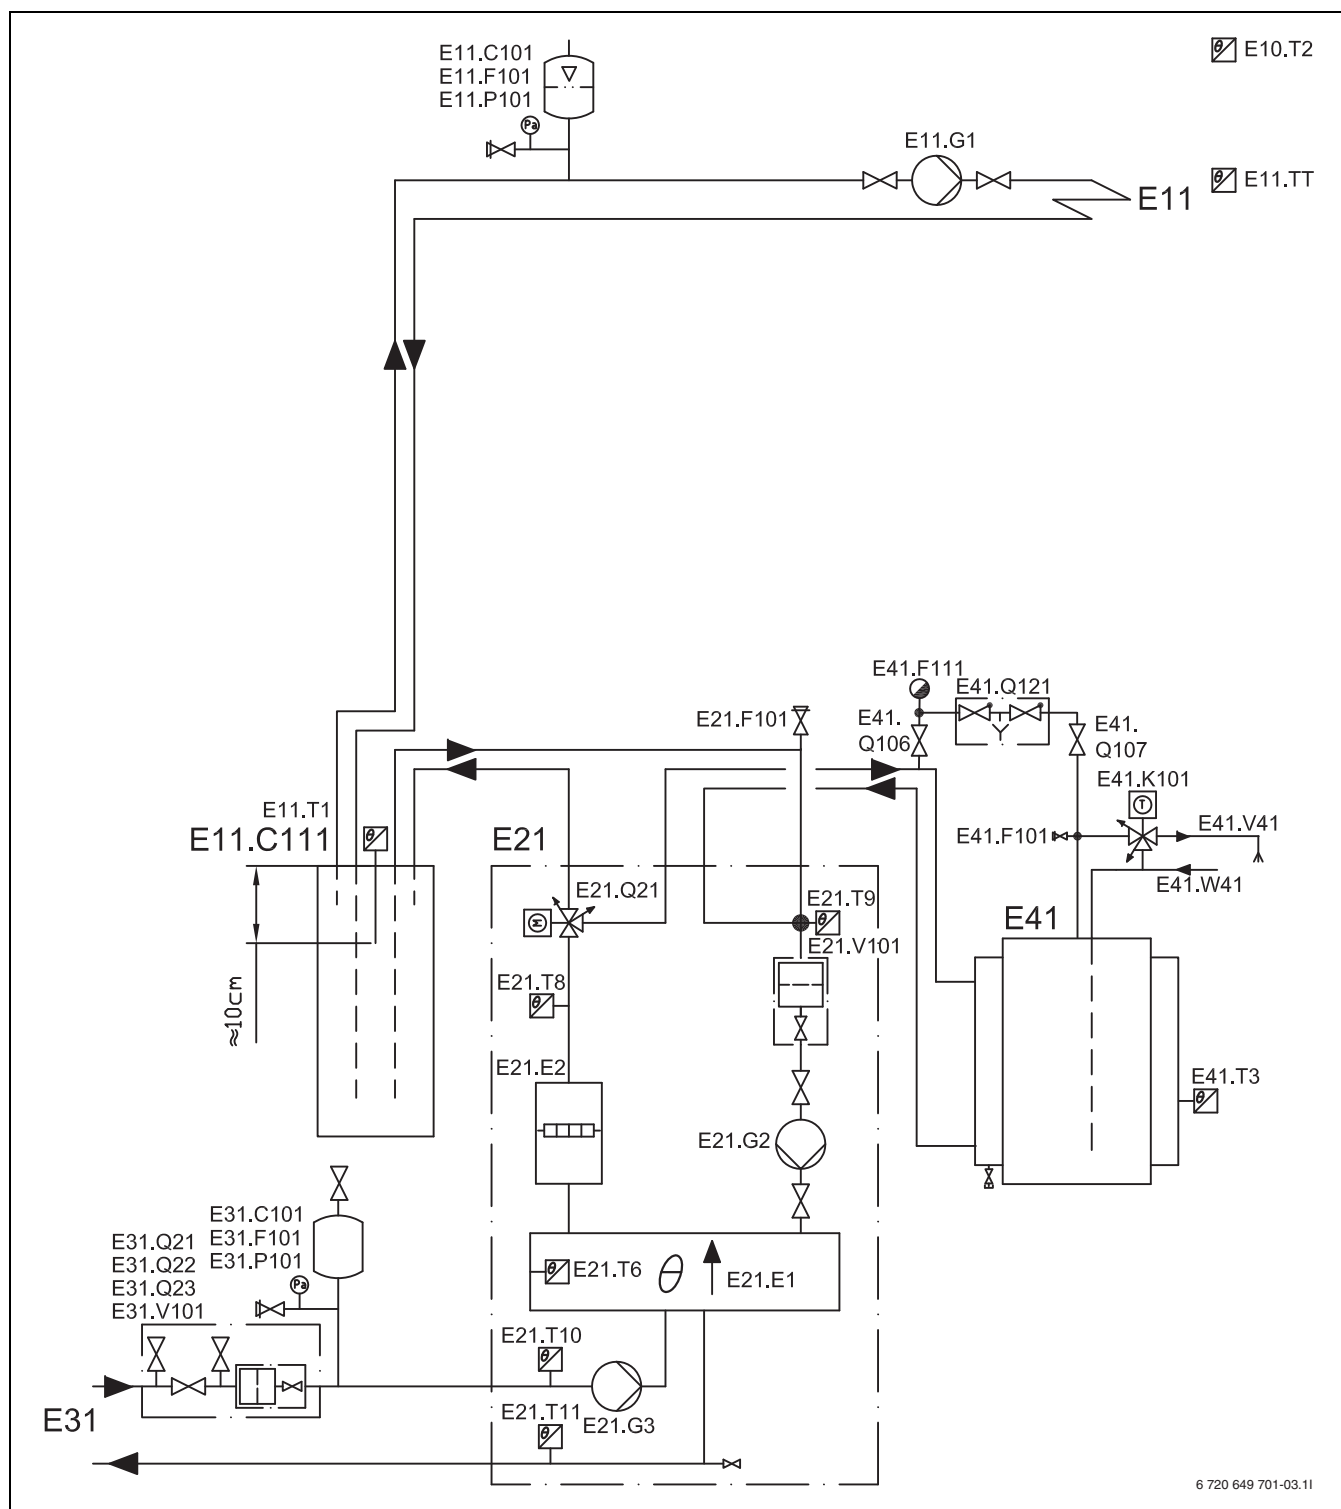 E11.C101
E11.F101
E11.P101
Pa
E10.T2
θ
E11.G1
E11.TT
θ
E11
E41.F111
E41.Q121
E21.F101
E41.
Q106
E41.
Q107
E41.K101
T
E11.T1
E11.C111
θ
E21
E41.F101
E41.V41
E41.W41
E21.Q21
M
E21.T9
θ
E21.V101
E41
E21.T8
θ
≈10cm
E21.E2
E41.T3
θ
E21.G2
E31.C101
E31.F101
E31.P101
E31.Q21
E31.Q22
E31.Q23
E31.V101
Pa
E21.T6
θ
θ
E21.E1
E21.T10
θ
E31
E21.T11
θ
E21.G3
6 720 649 701-03.1I